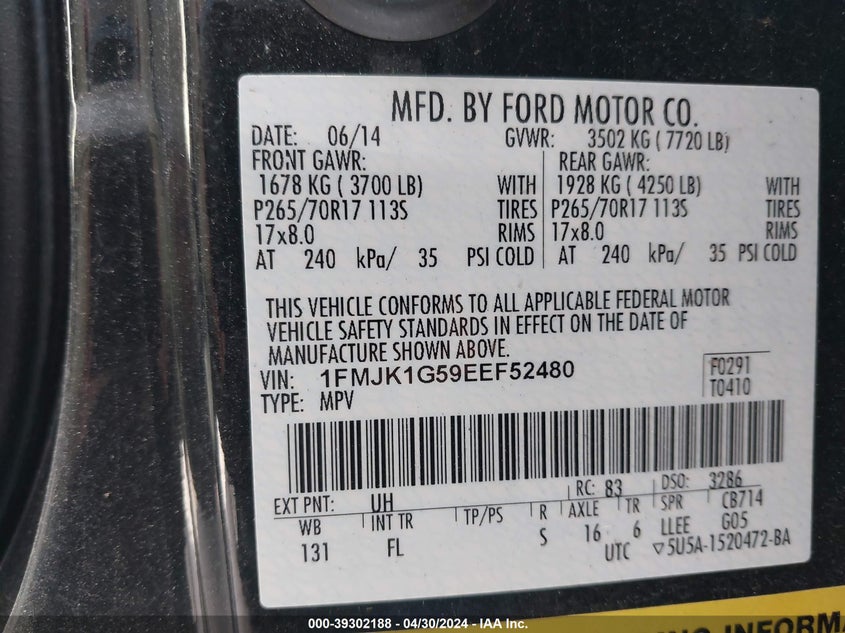 MFD. BY FORD MOTOR CO.
DATE: 06/14 GVWR: 3502 KG ( 7720 LB)
FRONT GAWR: REAR GAWR:
1678 KG ( 3700 LB) WITH 1928 KG ( 4250 LB) WITH
P265/70R17 113S TIRES P265/70R17 113S TIRES
17x8.0 RIMS 17x8.0 RIMS
AT 240 kPa/ 35 PSI COLD AT 240 kPa/ 35 PSI COLD
THIS VEHICLE CONFORMS TO ALL APPLICABLE FEDERAL MOTOR
VEHICLE SAFETY STANDARDS IN EFFECT ON THE DATE OF
MANUFACTURE SHOWN ABOVE.
VIN: 1FMJK1G59EEF52480 F0291
TYPE: MPV T0410
EXT PNT: UH RC: 83 DSO: 3286
WB INT TR TP/PS R AXLE TR SPR CB714
131 FL S 16 6 LLEE G05
UTC ▽5U5A-1520472-BA
INFORMA
000-39302188 - 04/30/2024 - IAA Inc.